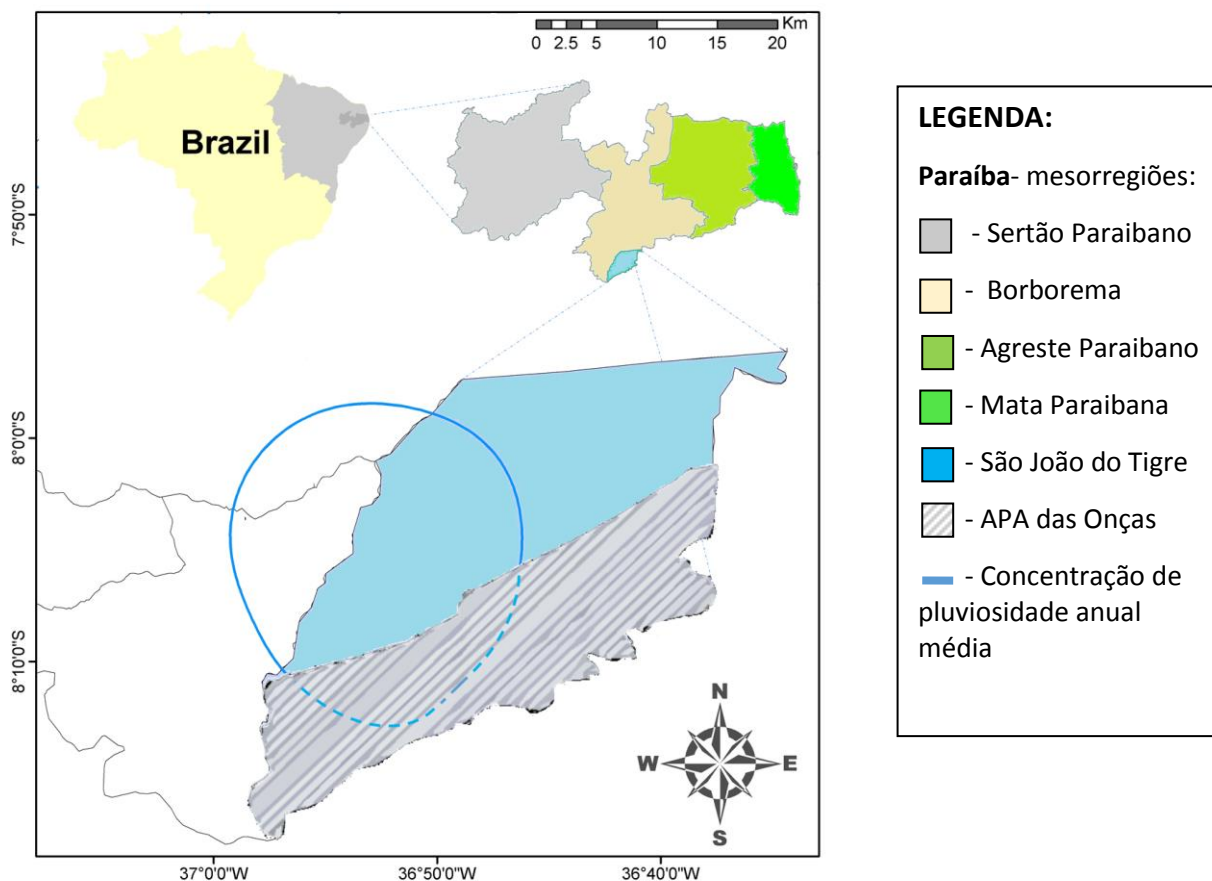 Km
0 2.5 5 10 15 20
Brazil
7°50'0"S
8°0'0"S
8°10'0"S
N
W E
S
37°0'0"W 36°50'0"W 36°40'0"W
LEGENDA:
Paraíba- mesorregiões:
- Sertão Paraibano
- Borborema
- Agreste Paraibano
- Mata Paraibana
- São João do Tigre
- APA das Onças
- Concentração de
pluviosidade anual
média